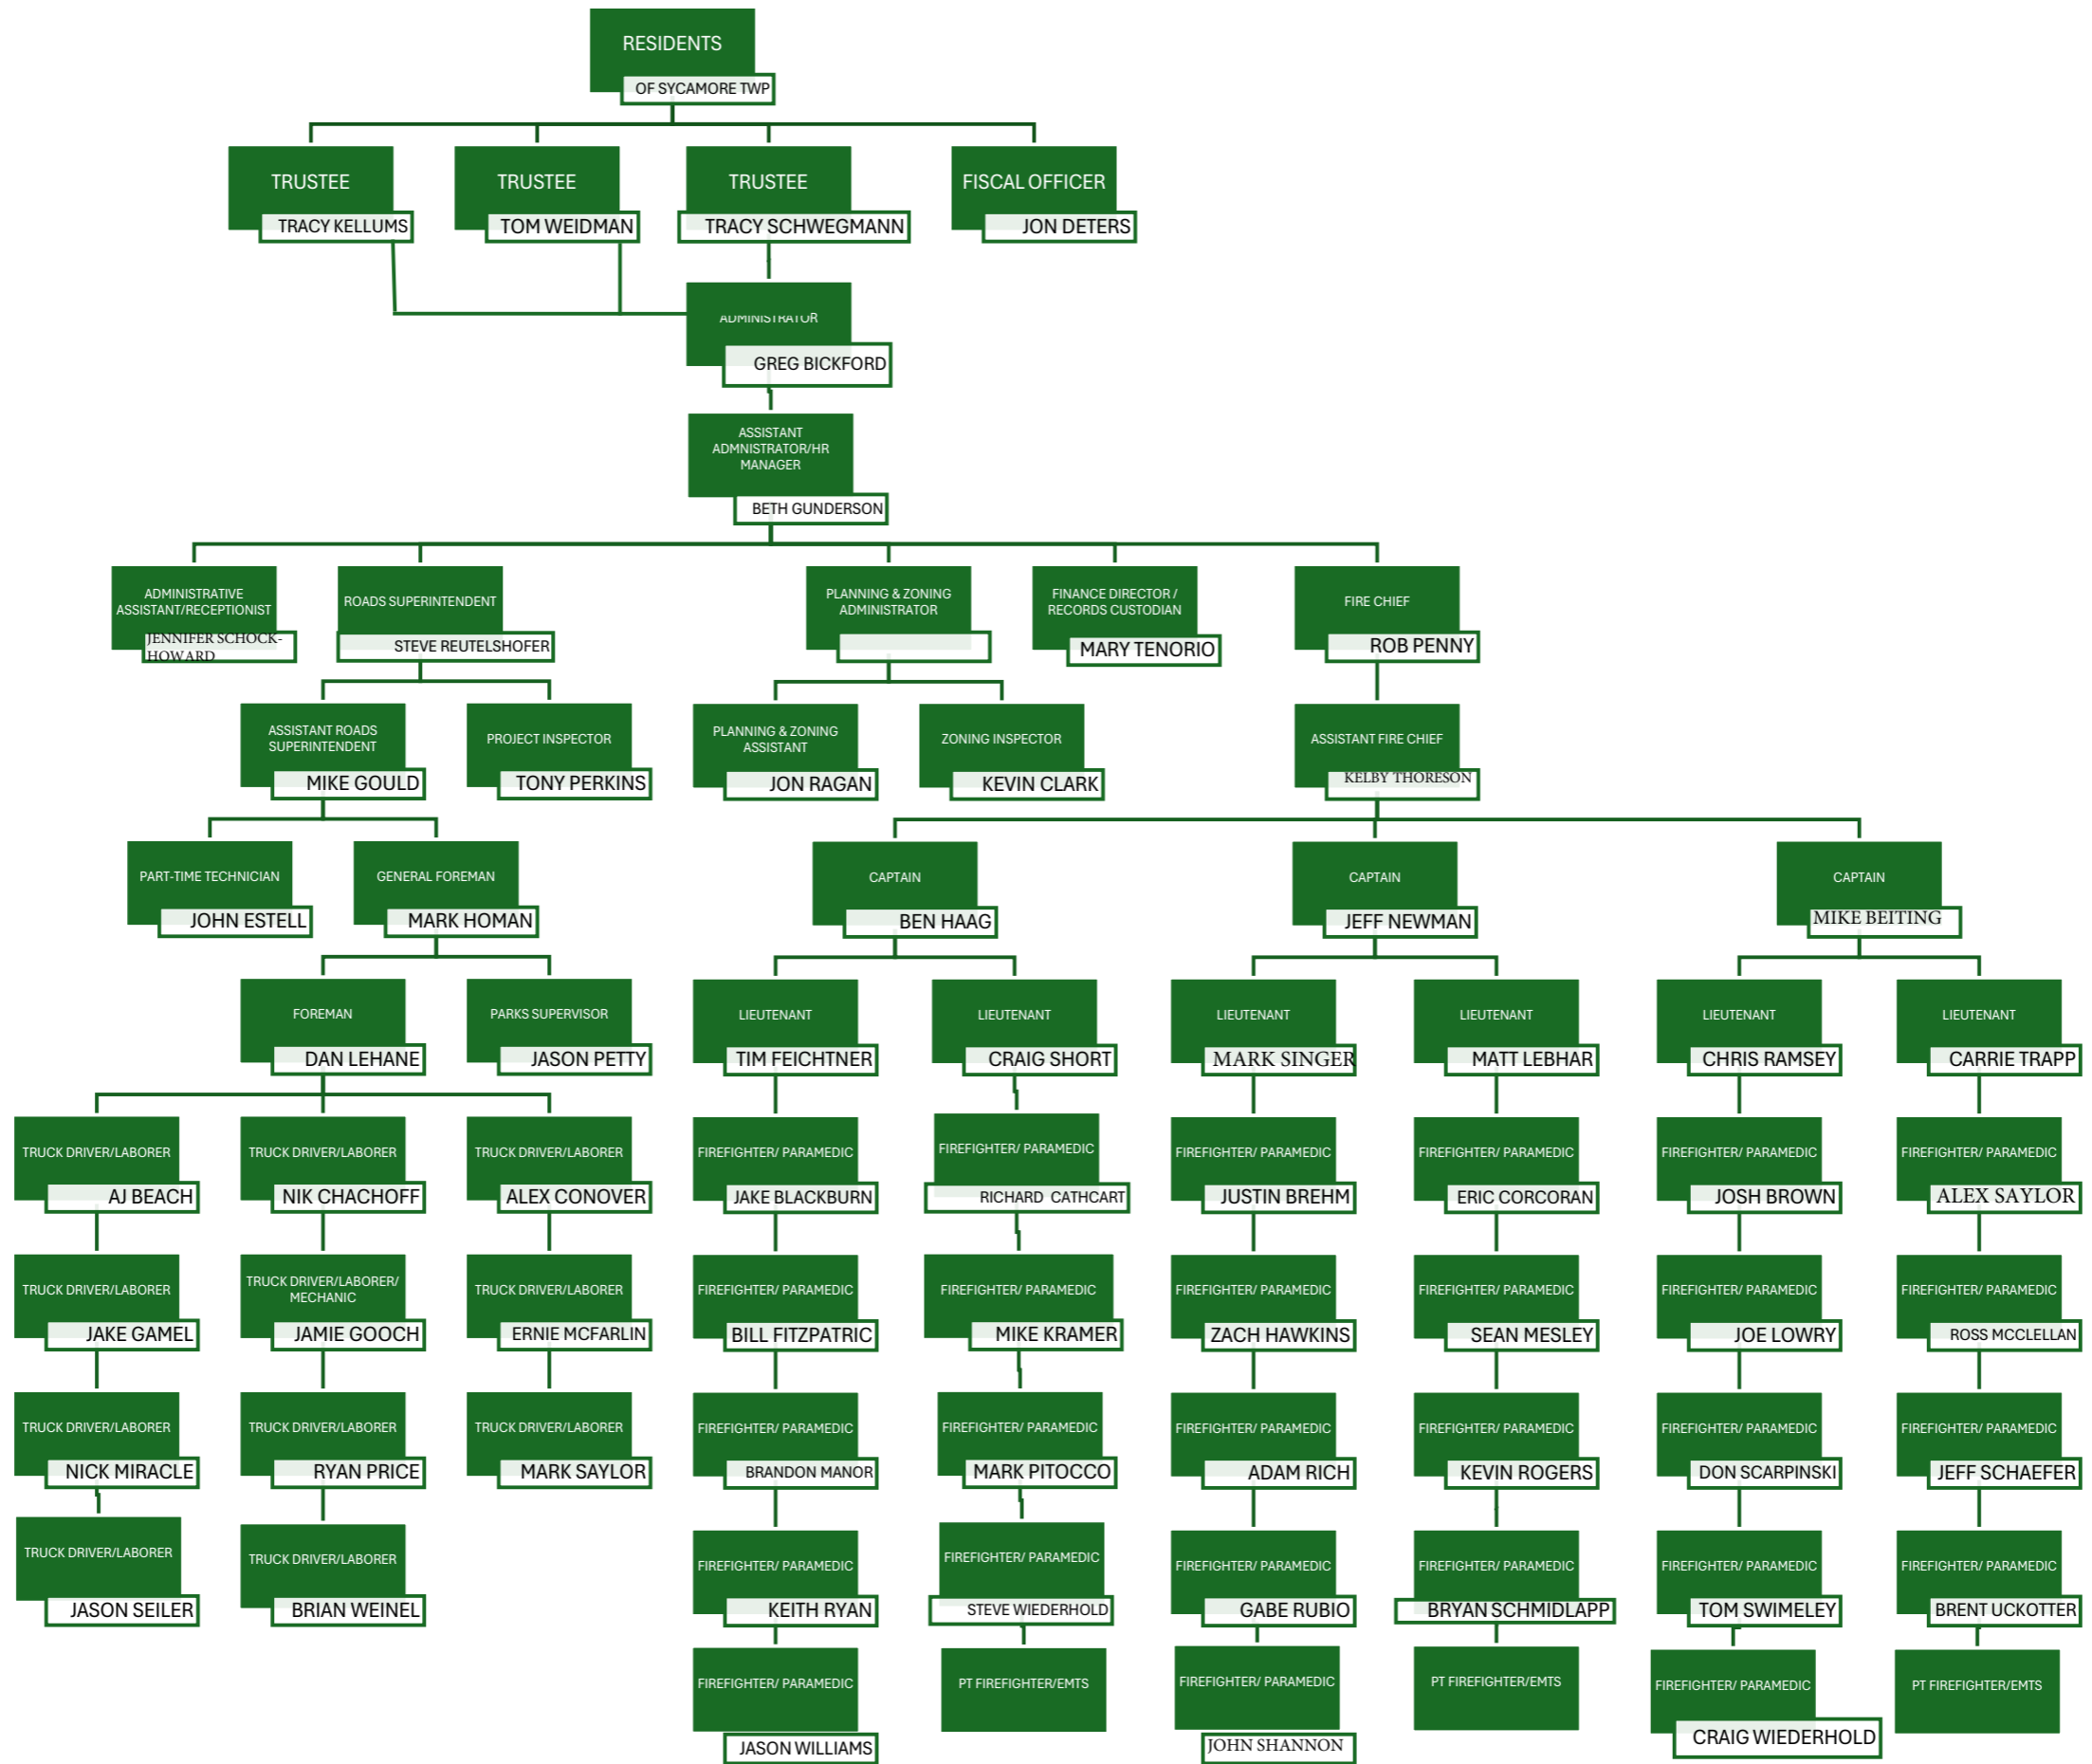 RESIDENTS
OF SYCAMORE TWP
TRUSTEE
TRACY KELLUMS
TRUSTEE
TOM WEIDMAN
TRUSTEE
TRACY SCHWEGMANN
FISCAL OFFICER
JON DETERS
ADMINISTRATOR
GREG BICKFORD
ASSISTANT
ADMNISTRATOR/HR
MANAGER
BETH GUNDERSON
ADMINISTRATIVE
ASSISTANT/RECEPTIONIST
JENNIFER SCHOCK-
HOWARD
ROADS SUPERINTENDENT
STEVE REUTELSHOFER
PLANNING & ZONING
ADMINISTRATOR
FINANCE DIRECTOR /
RECORDS CUSTODIAN
MARY TENORIO
FIRE CHIEF
ROB PENNY
ASSISTANT ROADS
SUPERINTENDENT
MIKE GOULD
PROJECT INSPECTOR
TONY PERKINS
PLANNING & ZONING
ASSISTANT
JON RAGAN
ZONING INSPECTOR
KEVIN CLARK
ASSISTANT FIRE CHIEF
KELBY THORESON
PART-TIME TECHNICIAN
JOHN ESTELL
GENERAL FOREMAN
MARK HOMAN
CAPTAIN
BEN HAAG
CAPTAIN
JEFF NEWMAN
CAPTAIN
MIKE BEITING
FOREMAN
DAN LEHANE
PARKS SUPERVISOR
JASON PETTY
LIEUTENANT
TIM FEICHTNER
LIEUTENANT
CRAIG SHORT
LIEUTENANT
MARK SINGER
LIEUTENANT
MATT LEBHAR
LIEUTENANT
CHRIS RAMSEY
LIEUTENANT
CARRIE TRAPP
TRUCK DRIVER/LABORER
AJ BEACH
TRUCK DRIVER/LABORER
NIK CHACHOFF
TRUCK DRIVER/LABORER
ALEX CONOVER
FIREFIGHTER/ PARAMEDIC
JAKE BLACKBURN
FIREFIGHTER/ PARAMEDIC
RICHARD CATHCART
FIREFIGHTER/ PARAMEDIC
JUSTIN BREHM
FIREFIGHTER/ PARAMEDIC
ERIC CORCORAN
FIREFIGHTER/ PARAMEDIC
JOSH BROWN
FIREFIGHTER/ PARAMEDIC
ALEX SAYLOR
TRUCK DRIVER/LABORER
JAKE GAMEL
TRUCK DRIVER/LABORER/
MECHANIC
JAMIE GOOCH
TRUCK DRIVER/LABORER
ERNIE MCFARLIN
FIREFIGHTER/ PARAMEDIC
BILL FITZPATRIC
FIREFIGHTER/ PARAMEDIC
MIKE KRAMER
FIREFIGHTER/ PARAMEDIC
ZACH HAWKINS
FIREFIGHTER/ PARAMEDIC
SEAN MESLEY
FIREFIGHTER/ PARAMEDIC
JOE LOWRY
FIREFIGHTER/ PARAMEDIC
ROSS MCCLELLAN
TRUCK DRIVER/LABORER
NICK MIRACLE
TRUCK DRIVER/LABORER
RYAN PRICE
TRUCK DRIVER/LABORER
MARK SAYLOR
FIREFIGHTER/ PARAMEDIC
BRANDON MANOR
FIREFIGHTER/ PARAMEDIC
MARK PITOCCO
FIREFIGHTER/ PARAMEDIC
ADAM RICH
FIREFIGHTER/ PARAMEDIC
KEVIN ROGERS
FIREFIGHTER/ PARAMEDIC
DON SCARPINSKI
FIREFIGHTER/ PARAMEDIC
JEFF SCHAEFER
TRUCK DRIVER/LABORER
JASON SEILER
TRUCK DRIVER/LABORER
BRIAN WEINEL
FIREFIGHTER/ PARAMEDIC
KEITH RYAN
FIREFIGHTER/ PARAMEDIC
STEVE WIEDERHOLD
FIREFIGHTER/ PARAMEDIC
GABE RUBIO
FIREFIGHTER/ PARAMEDIC
BRYAN SCHMIDLAPP
FIREFIGHTER/ PARAMEDIC
TOM SWIMELEY
FIREFIGHTER/ PARAMEDIC
BRENT UCKOTTER
FIREFIGHTER/ PARAMEDIC
JASON WILLIAMS
PT FIREFIGHTER/EMTS
FIREFIGHTER/ PARAMEDIC
JOHN SHANNON
PT FIREFIGHTER/EMTS
FIREFIGHTER/ PARAMEDIC
CRAIG WIEDERHOLD
PT FIREFIGHTER/EMTS